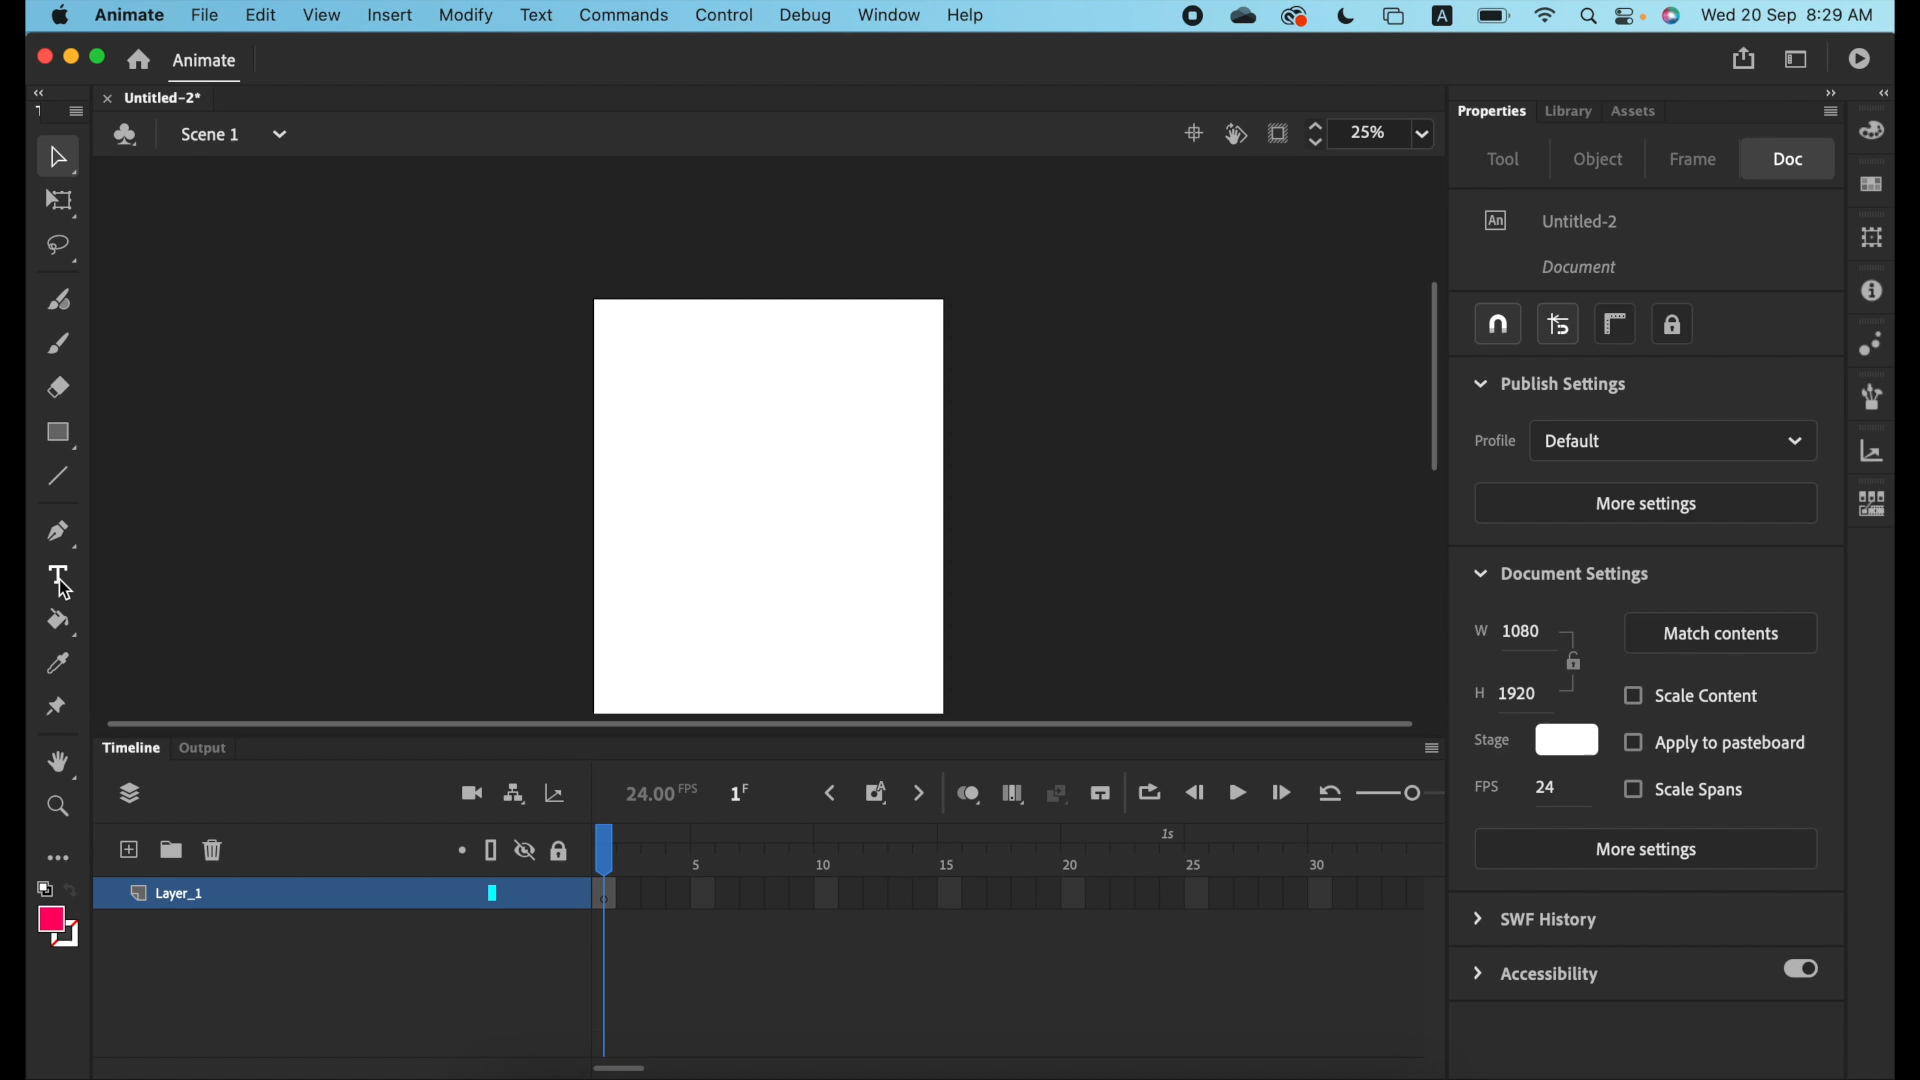 Animate File Edit View Insert Modify Text Commands Control Debug Window Help A Wed 20 Sep 8:29 AM
Animate
Untitled-2*
Scene 1 25%
Properties Library Assets
Tool Object Frame Doc
An Untitled-2
Document
Publish Settings
Profile Default
More settings
Document Settings
W 1080 Match contents
H 1920 Scale Content
Stage Apply to pasteboard
FPS 24 Scale Spans
More settings
SWF History
Accessibility
Timeline Output
24.00 FPS 1F
1s
5 10 15 20 25 30
Layer_1